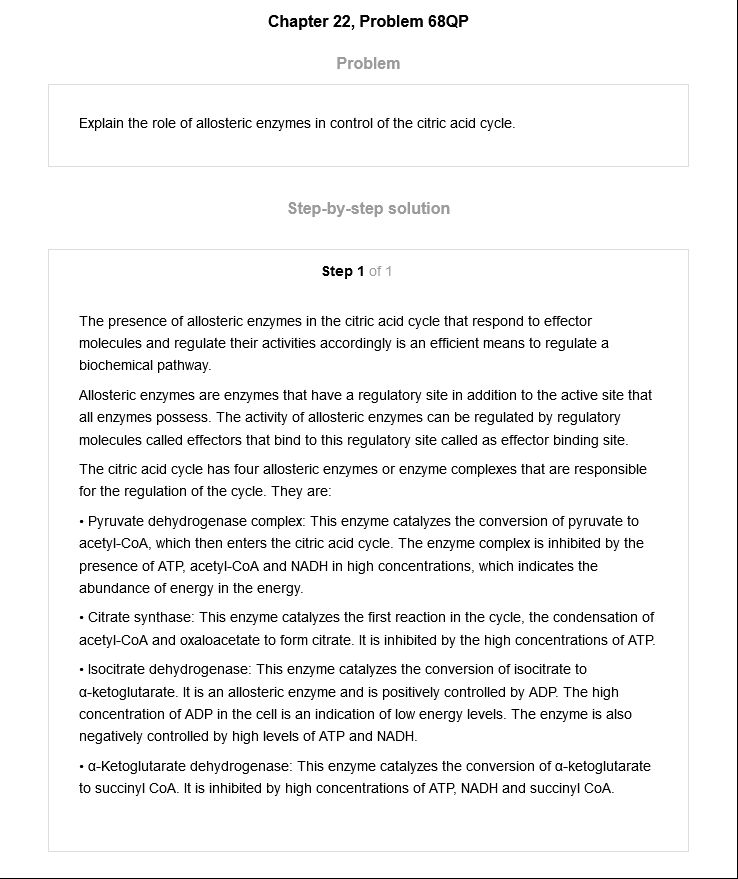 Chapter 22, Problem 68QP
Problem
Explain the role of allosteric enzymes in control of the citric acid cycle.
Step-by-step solution
Step 1 of 1
The presence of allosteric enzymes in the citric acid cycle that respond to effector
molecules and regulate their activities accordingly is an efficient means to regulate a
biochemical pathway.
Allosteric enzymes are enzymes that have a regulatory site in addition to the active site that
all enzymes possess. The activity of allosteric enzymes can be regulated by regulatory
molecules called effectors that bind to this regulatory site called as effector binding site.
The citric acid cycle has four allosteric enzymes or enzyme complexes that are responsible
for the regulation of the cycle. They are:
• Pyruvate dehydrogenase complex: This enzyme catalyzes the conversion of pyruvate to
acetyl-CoA, which then enters the citric acid cycle. The enzyme complex is inhibited by the
presence of ATP, acetyl-CoA and NADH in high concentrations, which indicates the
abundance of energy in the energy.
• Citrate synthase: This enzyme catalyzes the first reaction in the cycle, the condensation of
acetyl-CoA and oxaloacetate to form citrate. It is inhibited by the high concentrations of ATP.
• Isocitrate dehydrogenase: This enzyme catalyzes the conversion of isocitrate to
α-ketoglutarate. It is an allosteric enzyme and is positively controlled by ADP. The high
concentration of ADP in the cell is an indication of low energy levels. The enzyme is also
negatively controlled by high levels of ATP and NADH.
• α-Ketoglutarate dehydrogenase: This enzyme catalyzes the conversion of α-ketoglutarate
to succinyl CoA. It is inhibited by high concentrations of ATP, NADH and succinyl CoA.